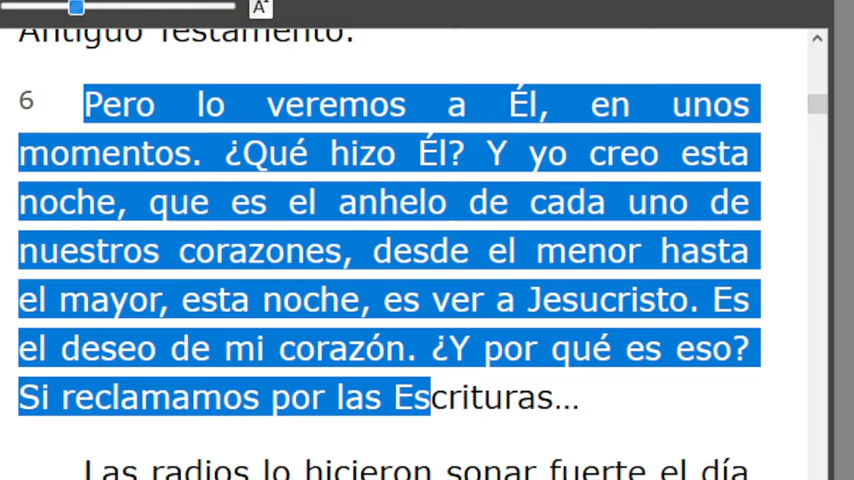 A
Antiguo Testamento.
6 Pero lo veremos a Él, en unos
momentos. ¿Qué hizo Él? Y yo creo esta
noche, que es el anhelo de cada uno de
nuestros corazones, desde el menor hasta
el mayor, esta noche, es ver a Jesucristo. Es
el deseo de mi corazón. ¿Y por qué es eso?
Si reclamamos por las Escrituras...
Las radios lo hicieron sonar fuerte el día